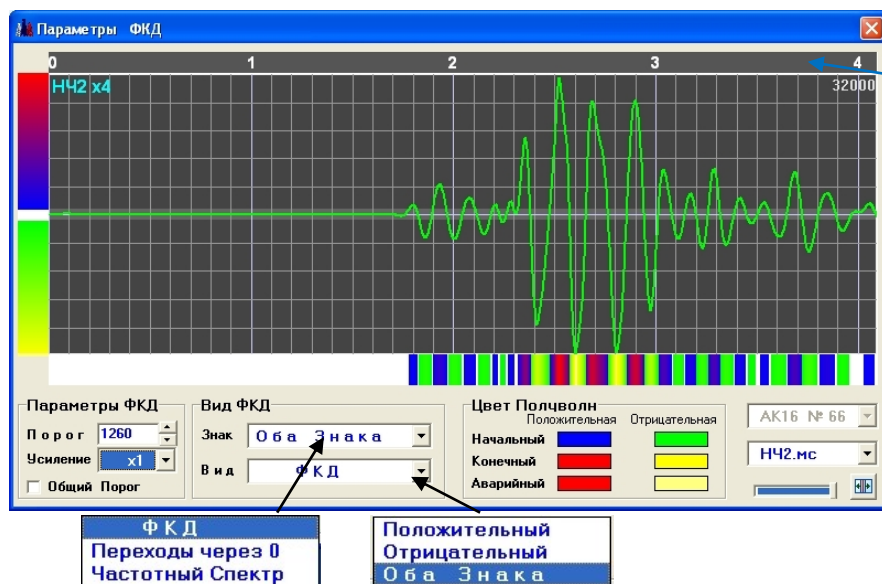 Параметры ФКД
0 1 2 3 4
НЧ2 x4 32000
Параметры ФКД
Порог 1260
Усиление x1
Общий Порог
Вид ФКД
Знак Оба Знака
Вид ФКД
Цвет Полуволн
Положительная Отрицательная
Начальный
Конечный
Аварийный
АК16 № 66
НЧ2.мс
ФКД
Переходы через 0
Частотный Спектр
Положительный
Отрицательный
Оба Знака